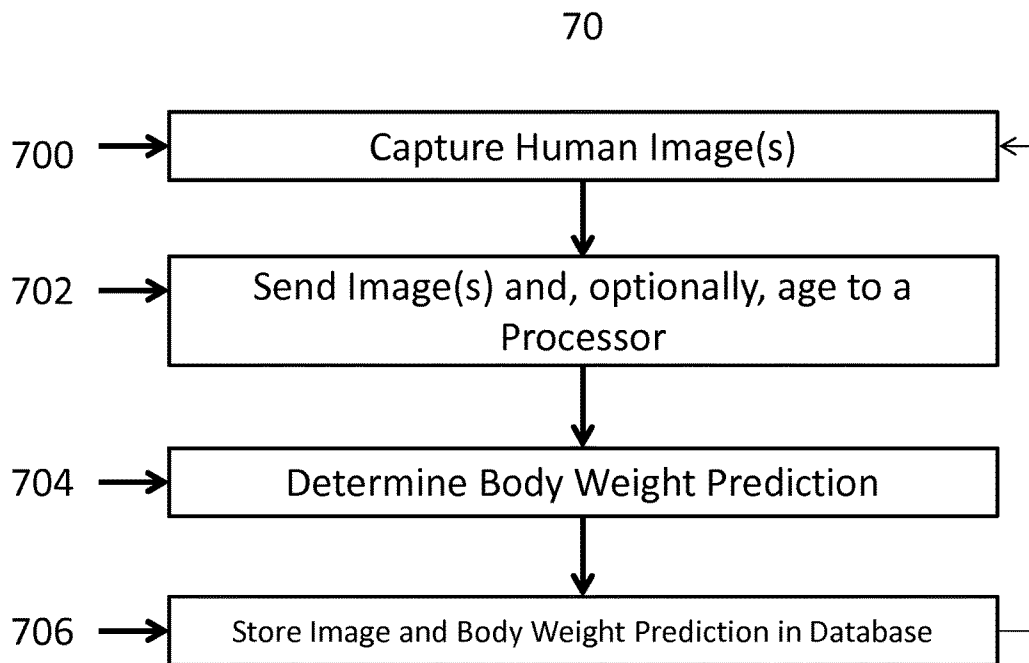 70
700
Capture Human Image(s)
702
Send Image(s) and, optionally, age to a
Processor
704
Determine Body Weight Prediction
706
Store Image and Body Weight Prediction in Database